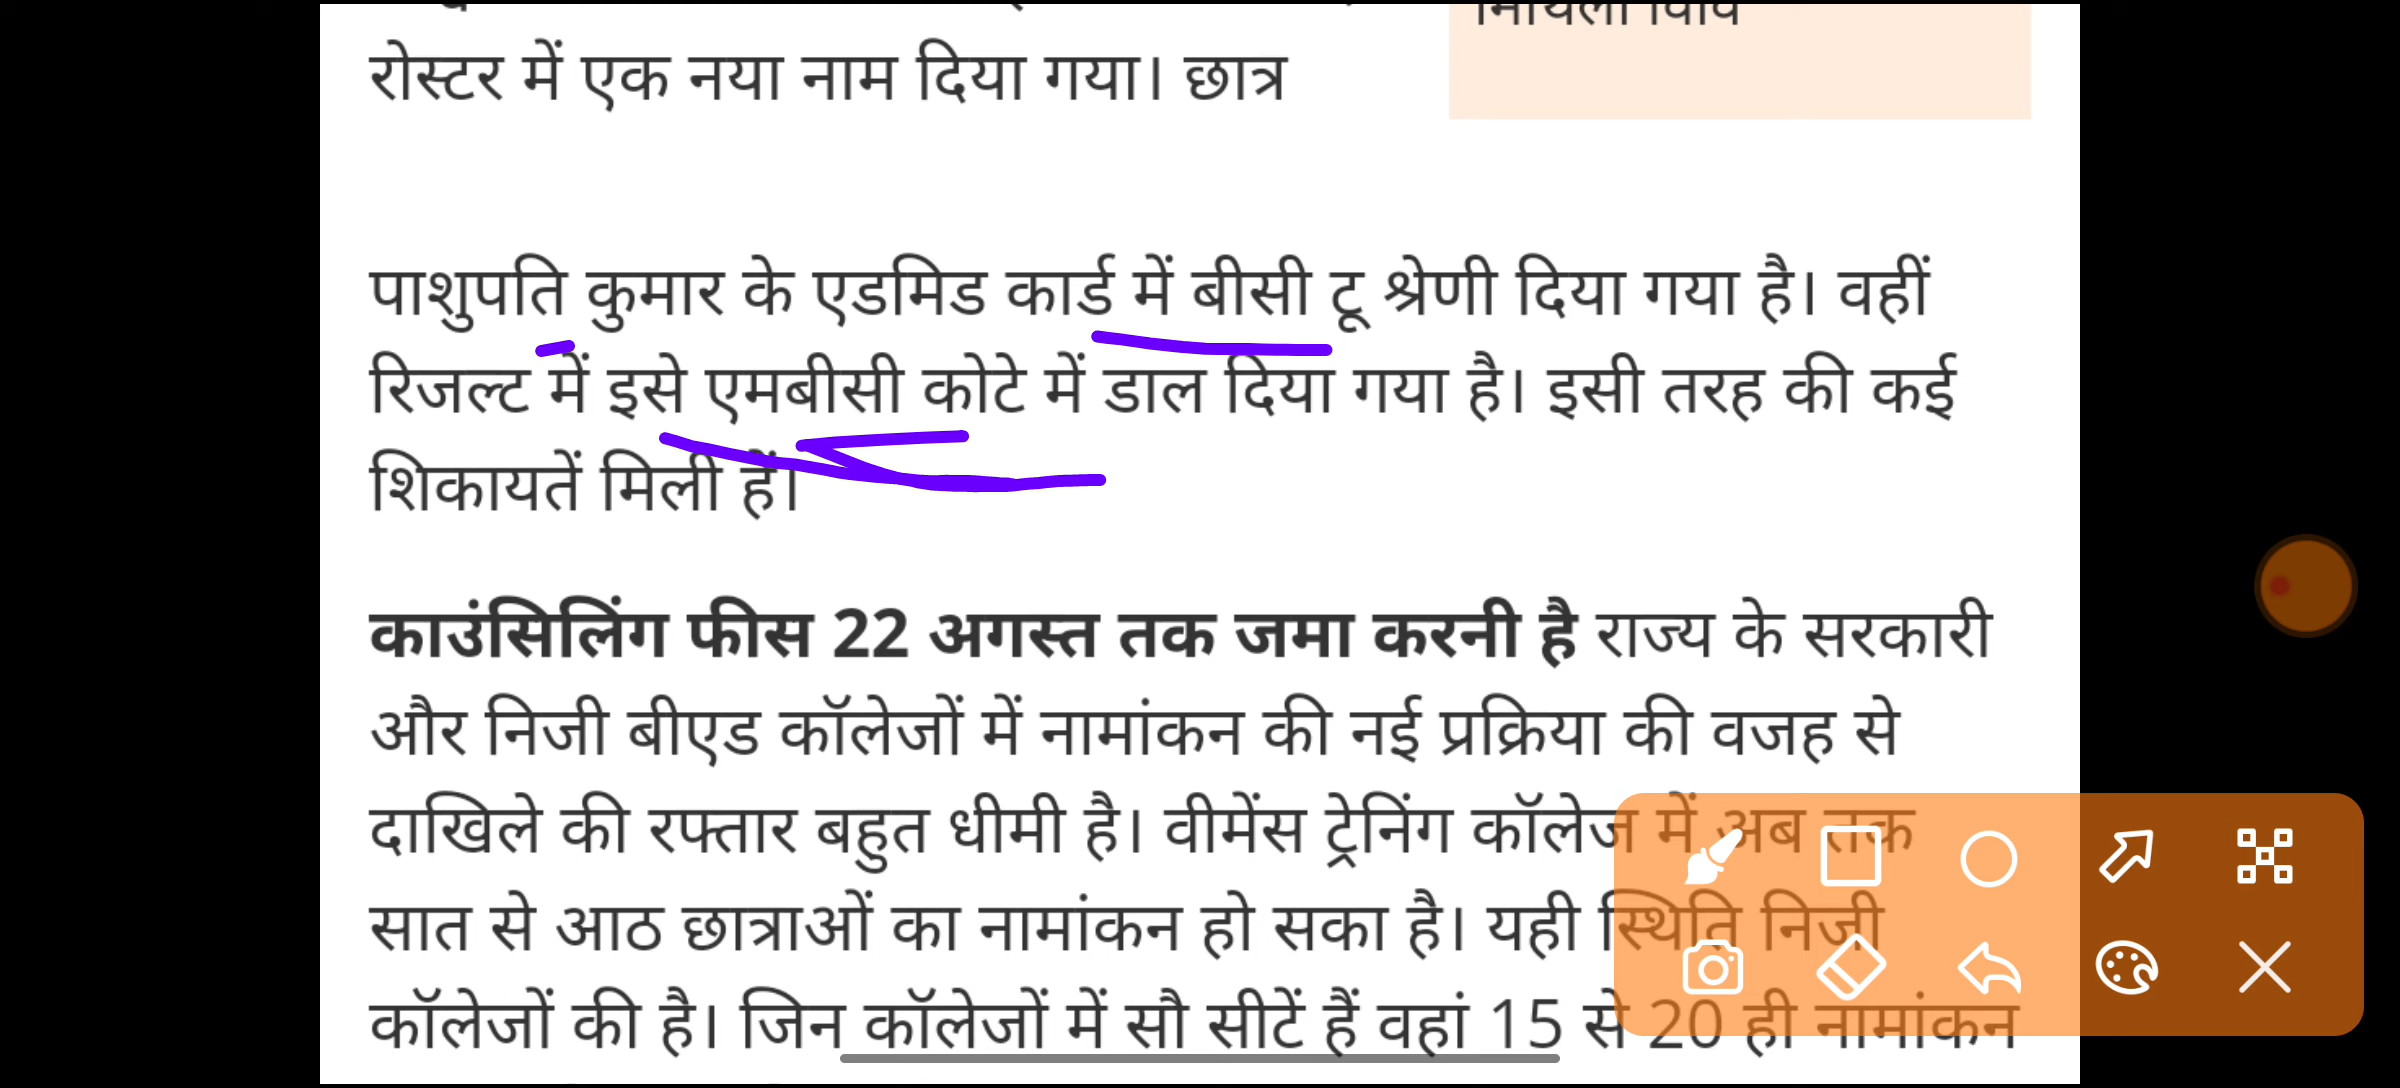 रोस्टर में एक नया नाम दिया गया। छात्र
पाशुपति कुमार के एडमिड कार्ड में बीसी टू श्रेणी दिया गया है। वहीं
रिजल्ट में इसे एमबीसी कोटे में डाल दिया गया है। इसी तरह की कई
शिकायतें मिली हैं।
काउंसिलिंग फीस 22 अगस्त तक जमा करनी है राज्य के सरकारी
और निजी बीएड कॉलेजों में नामांकन की नई प्रक्रिया की वजह से
दाखिले की रफ्तार बहुत धीमी है। वीमेंस ट्रेनिंग कॉलेज में अब तक
सात से आठ छात्राओं का नामांकन हो सका है। यही स्थिति निजी
कॉलेजों की है। जिन कॉलेजों में सौ सीटें हैं वहां 15 से 20 ही नामांकन